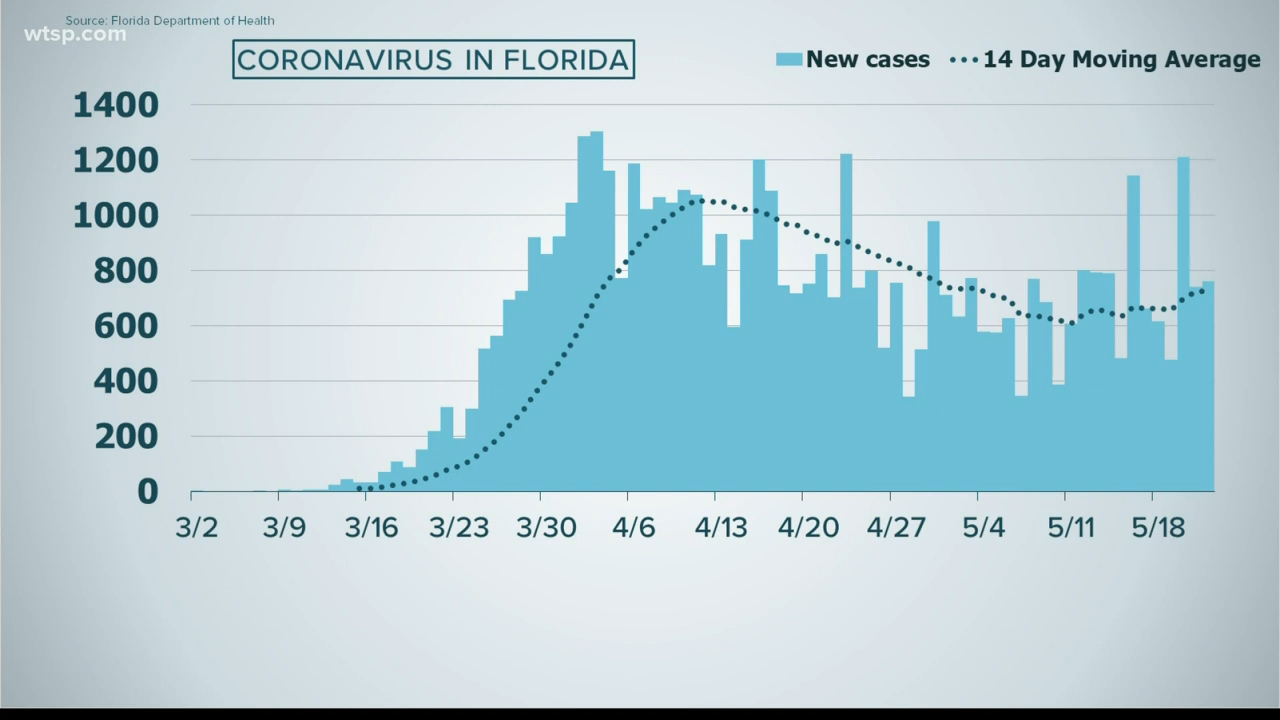 Source: Florida Department of Health
wtsp.com
CORONAVIRUS IN FLORIDA
New cases 14 Day Moving Average
1400
1200
1000
800
600
400
200
0
3/2 3/9 3/16 3/23 3/30 4/6 4/13 4/20 4/27 5/4 5/11 5/18